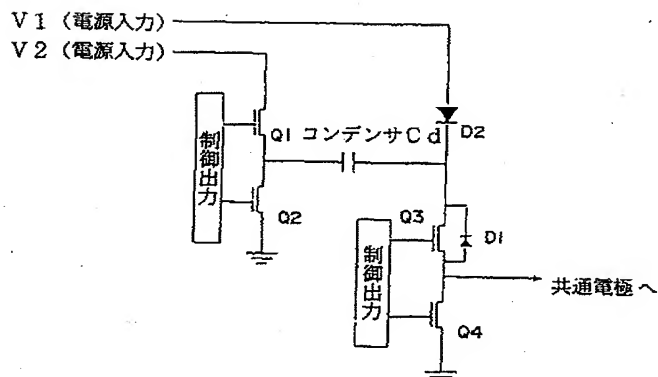 V1（電源入力）
V2（電源入力）
制御出力
Q1
コンデンサCd
D2
Q2
Q3
D1
制御出力
共通電極へ
Q4